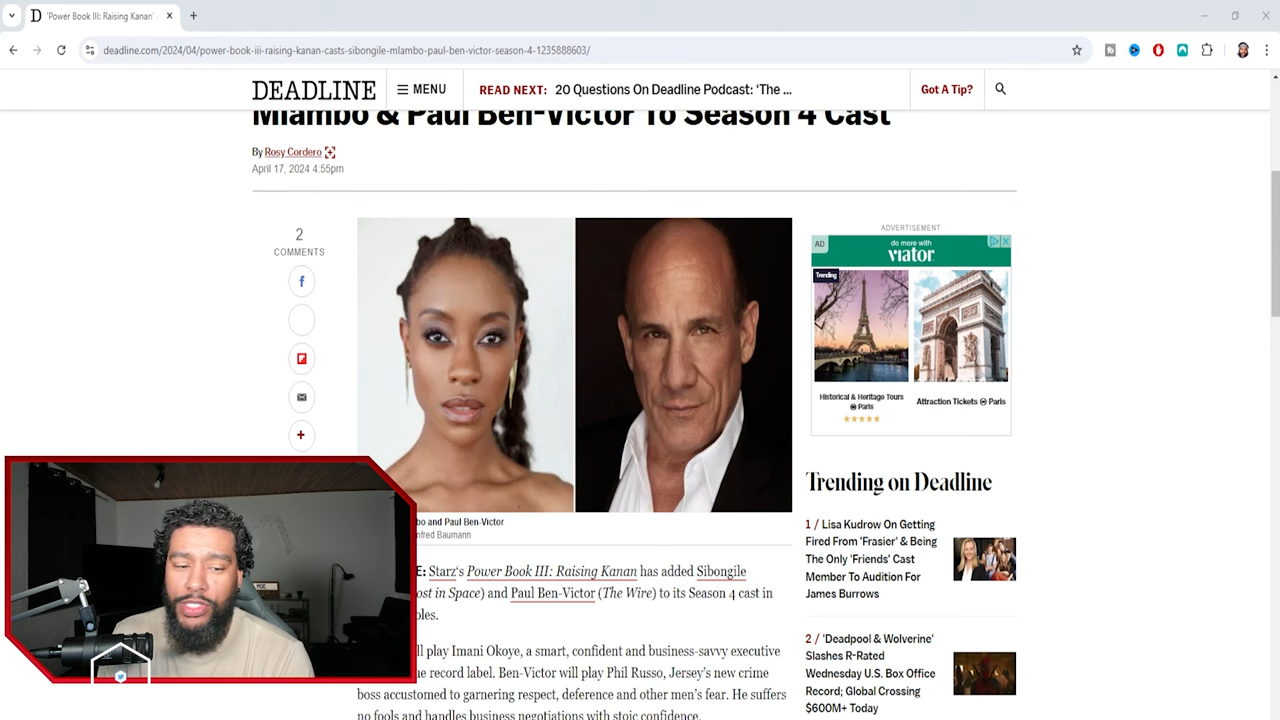 'Power Book III: Raising Kanan'
deadline.com/2024/04/power-book-iii-raising-kanan-casts-sibongile-mlambo-paul-ben-victor-season-4-1235888603/
DEADLINE
MENU
READ NEXT: 20 Questions On Deadline Podcast: 'The ...
Got A Tip?
Mlambo & Paul Ben-Victor To Season 4 Cast
By Rosy Cordero
April 17, 2024 4:55pm
2
COMMENTS
ADVERTISEMENT
AD
do more with
viator
Trending
Historical & Heritage Tours
Paris
Attraction Tickets
Paris
Trending on Deadline
1 / Lisa Kudrow On Getting
Fired From 'Frasier' & Being
The Only 'Friends' Cast
Member To Audition For
James Burrows
2 / 'Deadpool & Wolverine'
Slashes R-Rated
Wednesday U.S. Box Office
Record; Global Crossing
$600M+ Today
bo and Paul Ben-Victor
nfred Baumann
E: Starz's Power Book III: Raising Kanan has added Sibongile
ost in Space) and Paul Ben-Victor (The Wire) to its Season 4 cast in
oles.
ll play Imani Okoye, a smart, confident and business-savvy executive
ue record label. Ben-Victor will play Phil Russo, Jersey's new crime
boss accustomed to garnering respect, deference and other men's fear. He suffers
no fools and handles business negotiations with stoic confidence.